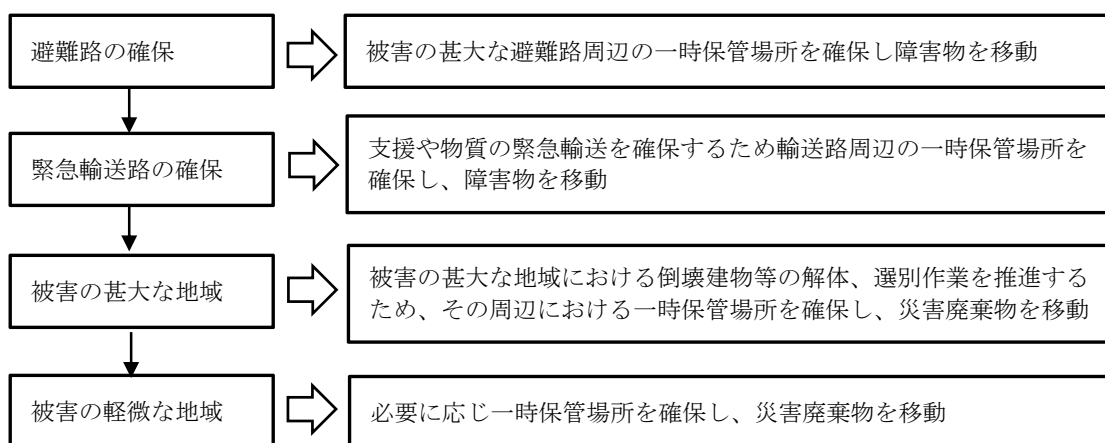 避難路の確保
被害の甚大な避難路周辺の一時保管場所を確保し障害物を移動
緊急輸送路の確保
支援や物質の緊急輸送を確保するため輸送路周辺の一時保管場所を
確保し、障害物を移動
被害の甚大な地域
被害の甚大な地域における倒壊建物等の解体、選別作業を推進する
ため、その周辺における一時保管場所を確保し、災害廃棄物を移動
被害の軽微な地域
必要に応じ一時保管場所を確保し、災害廃棄物を移動